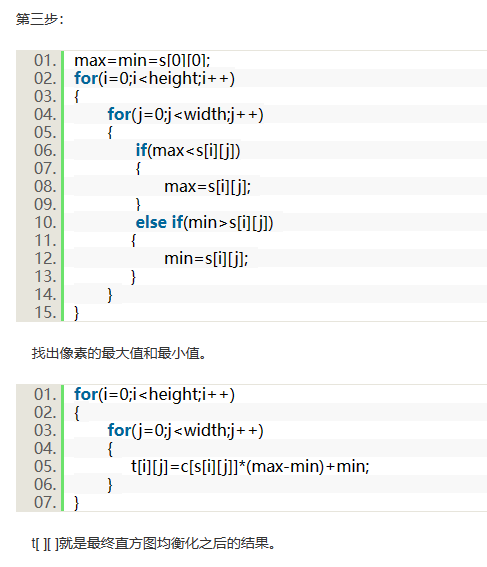 第三步：
01. max=min=s[0][0];
02. for(i=0;i<height;i++)
03. {
04. for(j=0;j<width;j++)
05. {
06. if(max<s[i][j])
07. {
08. max=s[i][j];
09. }
10. else if(min>s[i][j])
11. {
12. min=s[i][j];
13. }
14. }
15. }
找出像素的最大值和最小值。
01. for(i=0;i<height;i++)
02. {
03. for(j=0;j<width;j++)
04. {
05. t[i][j]=c[s[i][j]]*(max-min)+min;
06. }
07. }
t[ ][ ]就是最终直方图均衡化之后的结果。